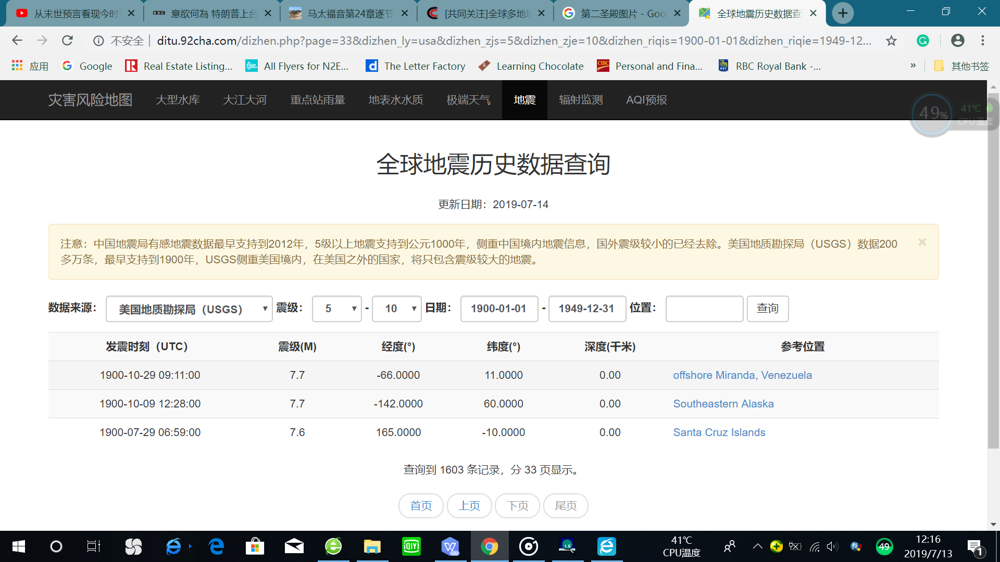 从末世预言看现今时
BBC 意欲何為 特朗普上台
马太福音第24章逐节
[共同关注]全球多地
第二圣殿图片 - Goo
全球地震历史数据查
不安全 ditu.92cha.com/dizhen.php?page=33&dizhen_ly=usa&dizhen_zjs=5&dizhen_zje=10&dizhen_riqis=1900-01-01&dizhen_riqie=1949-12...
应用 Google Real Estate Listing... All Flyers for N2E... The Letter Factory Learning Chocolate CIBC Personal and Fina... RBC Royal Bank -... » 其他书签
灾害风险地图 大型水库 大江大河 重点站雨量 地表水水质 极端天气 地震 辐射监测 AQI预报
49% 41℃
CPU温度
全球地震历史数据查询
更新日期：2019-07-14
注意：中国地震局有感地震数据最早支持到2012年，5级以上地震支持到公元1000年，侧重中国境内地震信息，国外震级较小的已经去除。美国地质勘探局（USGS）数据200
多万条，最早支持到1900年，USGS侧重美国境内，在美国之外的国家，将只包含震级较大的地震。
数据来源： 美国地质勘探局（USGS） 震级： 5 - 10 日期： 1900-01-01 - 1949-12-31 位置： 查询
发震时刻（UTC） 震级(M) 经度(°) 纬度(°) 深度(千米) 参考位置
1900-10-29 09:11:00 7.7 -66.0000 11.0000 0.00 offshore Miranda, Venezuela
1900-10-09 12:28:00 7.7 -142.0000 60.0000 0.00 Southeastern Alaska
1900-07-29 06:59:00 7.6 165.0000 -10.0000 0.00 Santa Cruz Islands
查询到 1603 条记录，分 33 页显示。
首页 上页 下页 尾页
iQIYI
EDU
1.0
41℃
CPU温度
49
12:16
2019/7/13
1